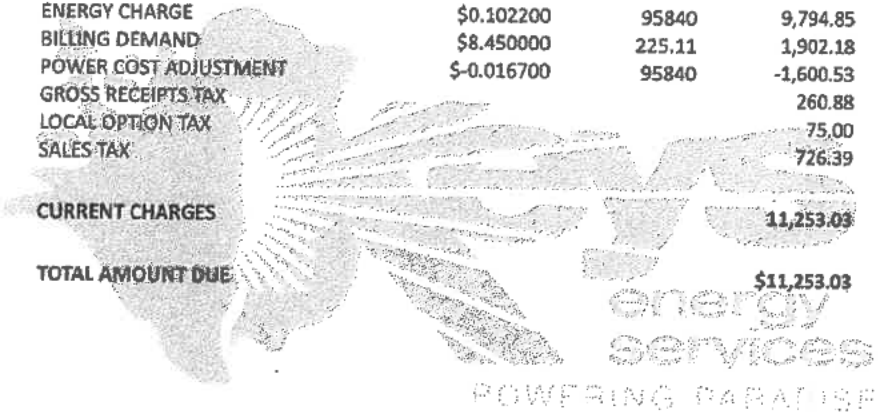 ENERGY CHARGE $0.102200 95840 9,794.85
BILLING DEMAND $8.450000 225.11 1,902.18
POWER COST ADJUSTMENT $-0.016700 95840 -1,600.53
GROSS RECEIPTS TAX 260.88
LOCAL OPTION TAX 75.00
SALES TAX 726.39
CURRENT CHARGES 11,253.03
TOTAL AMOUNT DUE $11,253.03
eys
energy
services
POWERING PARADISE